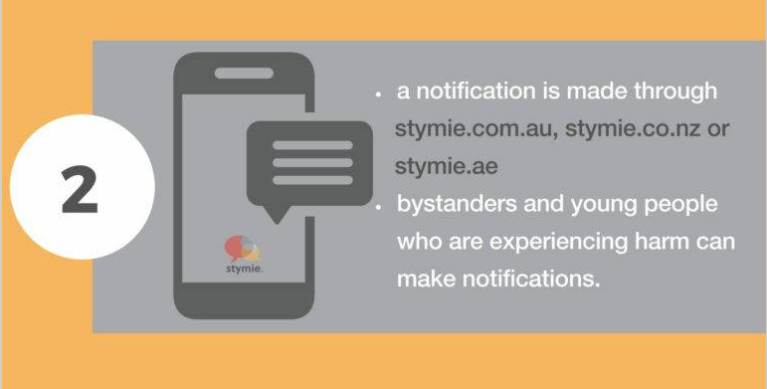 2
• a notification is made through
stymie.com.au, stymie.co.nz or
stymie.ae
• bystanders and young people
who are experiencing harm can
make notifications.
stymie.